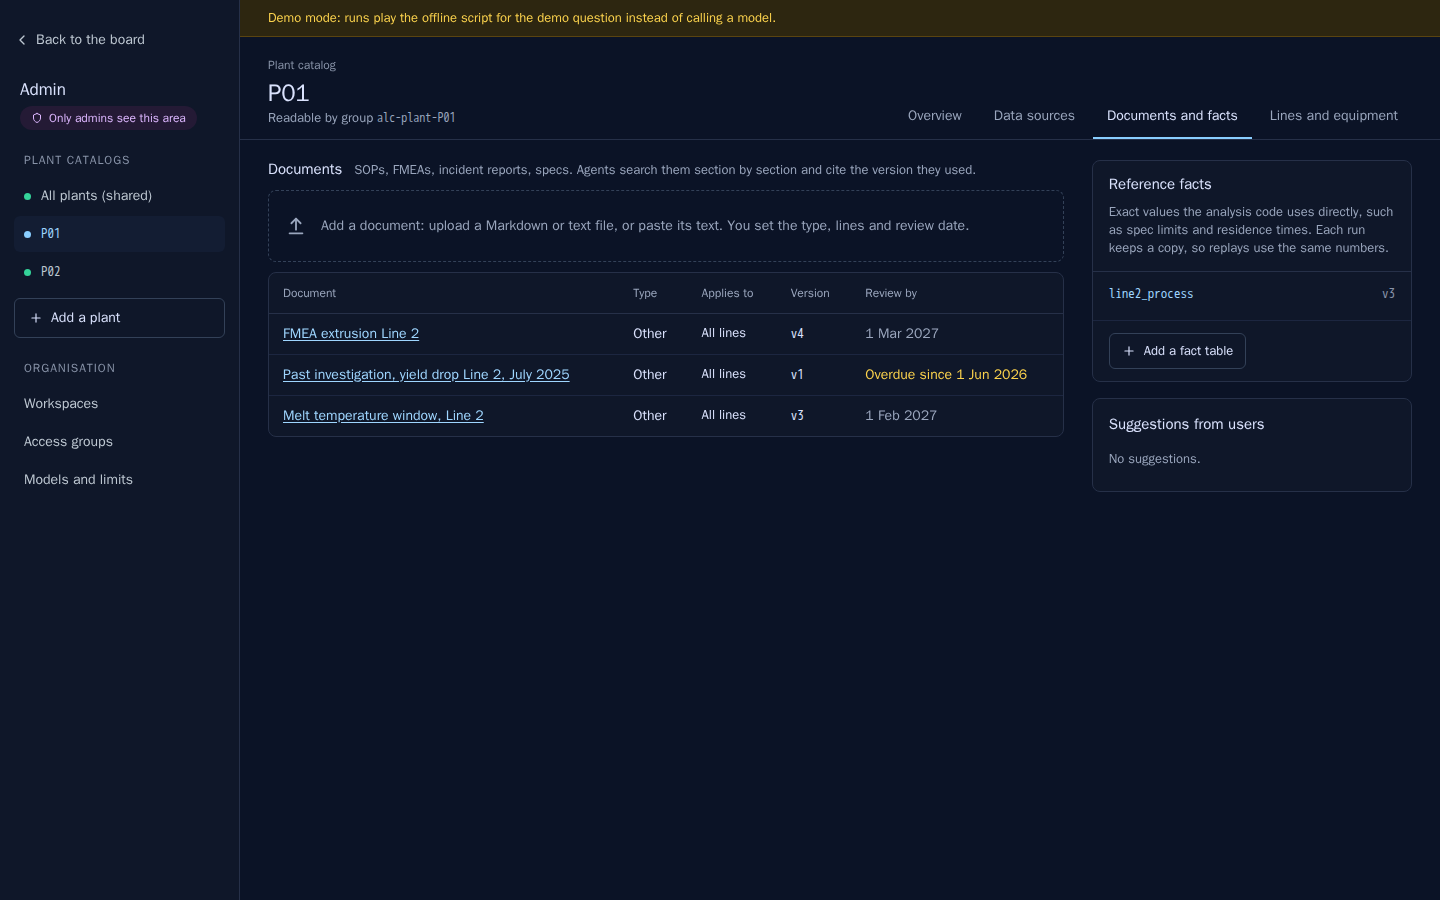 Back to the board
Admin
Only admins see this area
PLANT CATALOGS
All plants (shared)
P01
P02
Add a plant
ORGANISATION
Workspaces
Access groups
Models and limits
Demo mode: runs play the offline script for the demo question instead of calling a model.
Plant catalog
P01
Readable by group alc-plant-P01
Overview
Data sources
Documents and facts
Lines and equipment
Documents SOPs, FMEAs, incident reports, specs. Agents search them section by section and cite the version they used.
Add a document: upload a Markdown or text file, or paste its text. You set the type, lines and review date.
Document Type Applies to Version Review by
FMEA extrusion Line 2 Other All lines v4 1 Mar 2027
Past investigation, yield drop Line 2, July 2025 Other All lines v1 Overdue since 1 Jun 2026
Melt temperature window, Line 2 Other All lines v3 1 Feb 2027
Reference facts
Exact values the analysis code uses directly, such
as spec limits and residence times. Each run
keeps a copy, so replays use the same numbers.
line2_process v3
Add a fact table
Suggestions from users
No suggestions.